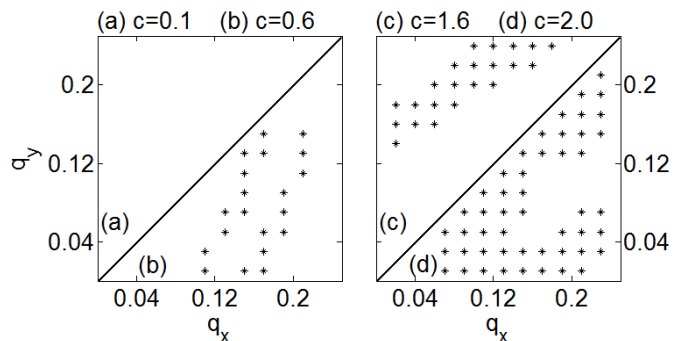 (a) c=0.1 (b) c=0.6 (c) c=1.6 (d) c=2.0
0.2 0.2
q_y
0.12 0.12
(a) (c)
0.04 0.04
(b) (d)
0.04 0.12 0.2 0.04 0.12 0.2
q_x q_x